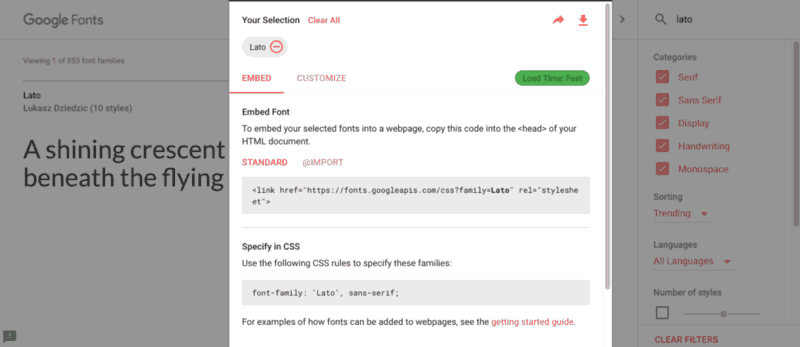 Google Fonts
Viewing 1 of 853 font families
Lato
Łukasz Dziedzic (10 styles)
A shining crescent
beneath the flying
Your Selection Clear All
Lato
EMBED CUSTOMIZE Load Time: Fast
Embed Font
To embed your selected fonts into a webpage, copy this code into the <head> of your
HTML document.
STANDARD @IMPORT
<link href="https://fonts.googleapis.com/css?family=Lato" rel="styleshe
et">
Specify in CSS
Use the following CSS rules to specify these families:
font-family: 'Lato', sans-serif;
For examples of how fonts can be added to webpages, see the getting started guide.
lato
Categories
Serif
Sans Serif
Display
Handwriting
Monospace
Sorting
Trending
Languages
All Languages
Number of styles
CLEAR FILTERS